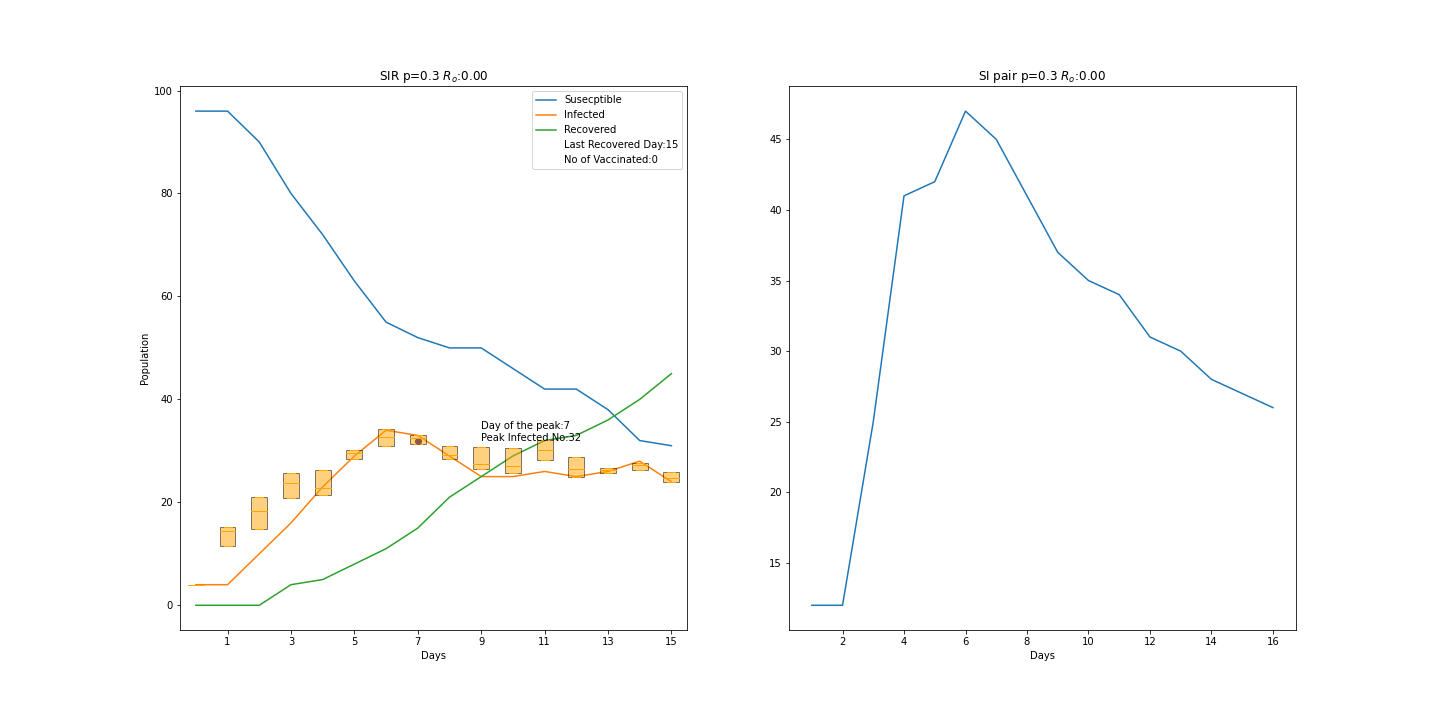 SIR p=0.3 Rₒ:0.00
100
80
60
40
20
0
Population
Susecptible
Infected
Recovered
Last Recovered Day:15
No of Vaccinated:0
Day of the peak:7
Peak Infected No:32
1 3 5 7 9 11 13 15
Days
SI pair p=0.3 Rₒ:0.00
45
40
35
30
25
20
15
2 4 6 8 10 12 14 16
Days